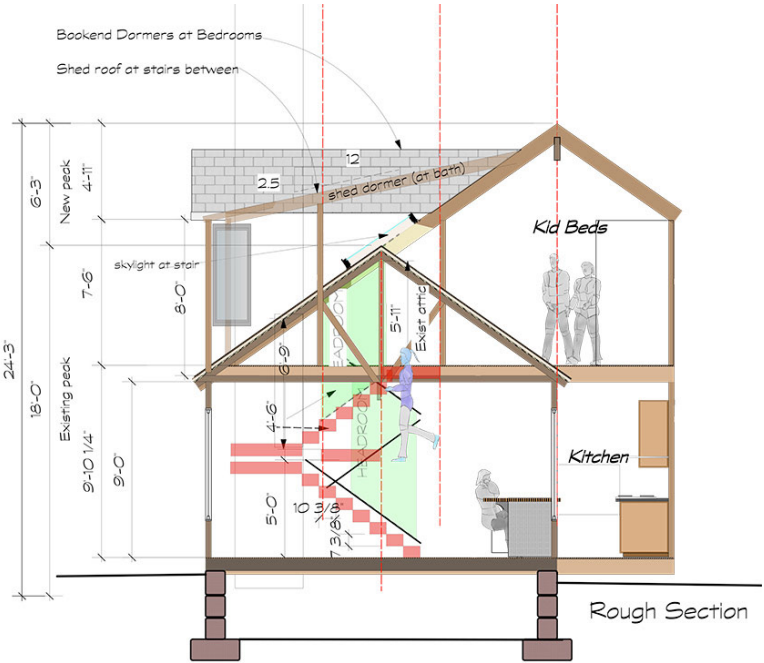 Bookend Dormers at Bedrooms
Shed roof at stairs between
12
2.5
shed dormer (at bath)
6'-3"
New peak
4'-11"
Kid Beds
skylight at stair
7'-6"
8'-0"
HEADROOM
5'-11"
Exist attic
24'-3"
18'-0"
Existing peak
6'-9"
4'-6"
HEADROOM
9'-10 1/4"
9'-0"
Kitchen
5'-0"
10 3/8"
7 3/8"
Rough Section